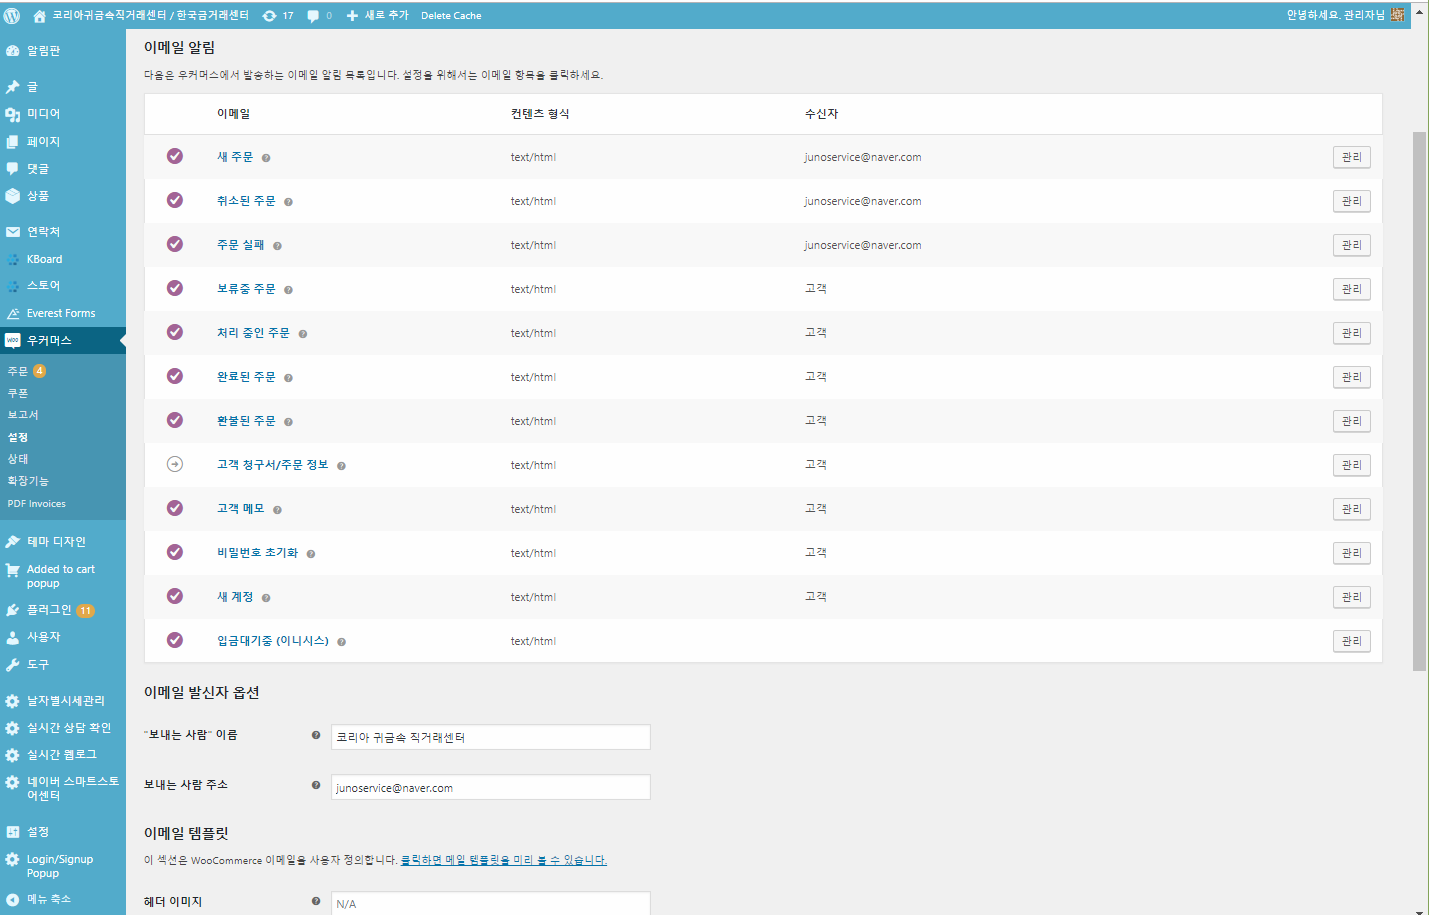 코리아귀금속직거래센터 / 한국금거래센터 17 0 새로 추가 Delete Cache 안녕하세요. 관리자님
알림판
글
미디어
페이지
댓글
상품
연락처
KBoard
스토어
Everest Forms
우커머스
주문 4
쿠폰
보고서
설정
상태
확장기능
PDF Invoices
테마 디자인
Added to cart
popup
플러그인 11
사용자
도구
날자별시세관리
실시간 상담 확인
실시간 웹로그
네이버 스마트스토
어센터
설정
Login/Signup
Popup
메뉴 축소
이메일 알림
다음은 우커머스에서 발송하는 이메일 알림 목록입니다. 설정을 위해서는 이메일 항목을 클릭하세요.
이메일 컨텐츠 형식 수신자
새 주문 text/html junoservice@naver.com 관리
취소된 주문 text/html junoservice@naver.com 관리
주문 실패 text/html junoservice@naver.com 관리
보류중 주문 text/html 고객 관리
처리 중인 주문 text/html 고객 관리
완료된 주문 text/html 고객 관리
환불된 주문 text/html 고객 관리
고객 청구서/주문 정보 text/html 고객 관리
고객 메모 text/html 고객 관리
비밀번호 초기화 text/html 고객 관리
새 계정 text/html 고객 관리
입금대기중 (이니시스) text/html 관리
이메일 발신자 옵션
"보내는 사람" 이름 코리아 귀금속 직거래센터
보내는 사람 주소 junoservice@naver.com
이메일 템플릿
이 섹션은 WooCommerce 이메일을 사용자 정의합니다. 클릭하면 메일 템플릿을 미리 볼 수 있습니다.
헤더 이미지 N/A